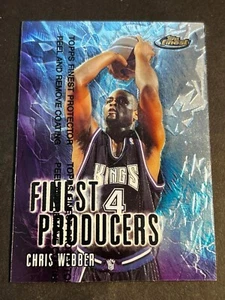 FINEST
TOPPS FINEST PROTECTOR
PEEL AND REMOVE COATING
KINGS
4
FINEST
PRODUCERS
CHRIS WEBBER